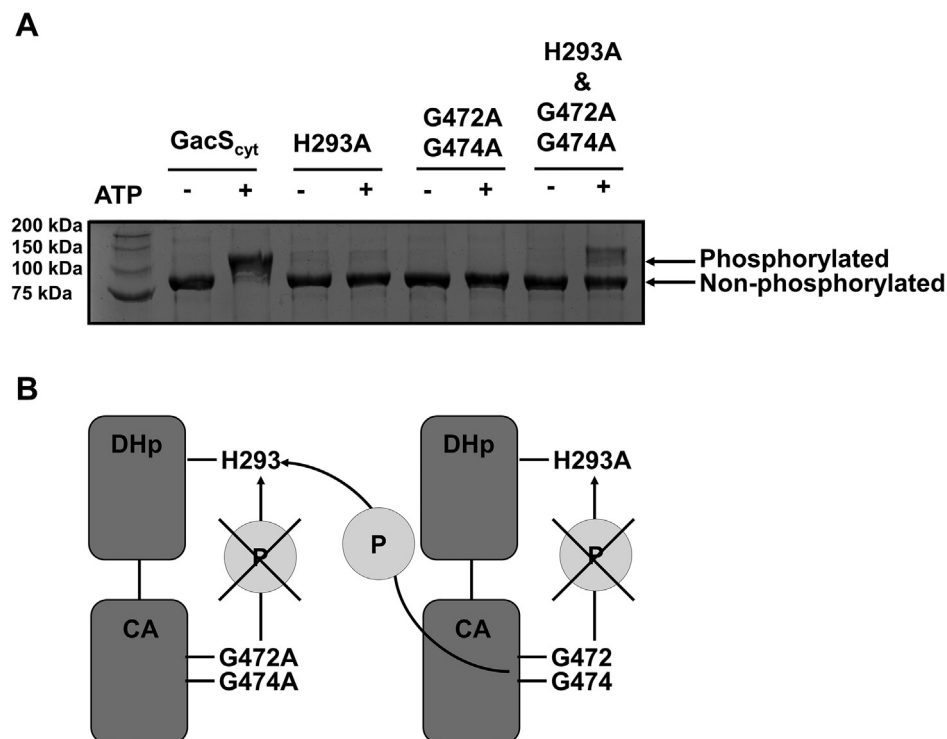 A
H293A
&
G472A
G474A
G472A
G474A
H293A
GacScyt
ATP - + - + - + - +
200 kDa
150 kDa
100 kDa
75 kDa
Phosphorylated
Non-phosphorylated
B
DHp H293 DHp H293A
P P P
CA CA
G472A G472
G474A G474